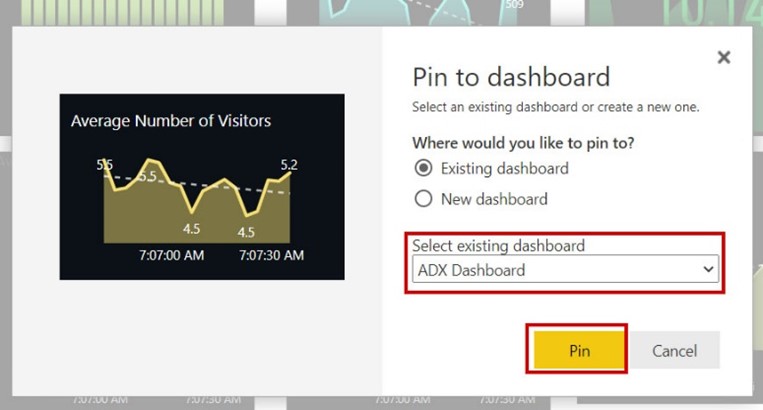 509
0.14
Average Number of Visitors
5.5
5.5
5.2
4.5
4.5
7:07:00 AM
7:07:30 AM
Pin to dashboard
Select an existing dashboard or create a new one.
Where would you like to pin to?
Existing dashboard
New dashboard
Select existing dashboard
ADX Dashboard
Pin
Cancel
7:07:00 AM
7:07:30 AM
7:07:00 AM
7:07:30 AM